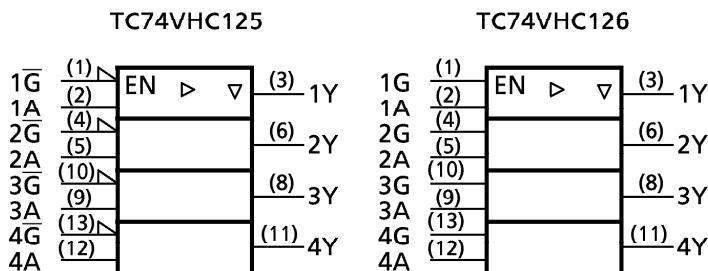 TC74VHC125
1G̅ (1) EN ▷ ▽ (3) 1Y
1A (2)
2G̅ (4) (6) 2Y
2A (5)
3G̅ (10) (8) 3Y
3A (9)
4G̅ (13) (11) 4Y
4A (12)
TC74VHC126
1G (1) EN ▷ ▽ (3) 1Y
1A (2)
2G (4) (6) 2Y
2A (5)
3G (10) (8) 3Y
3A (9)
4G (13) (11) 4Y
4A (12)